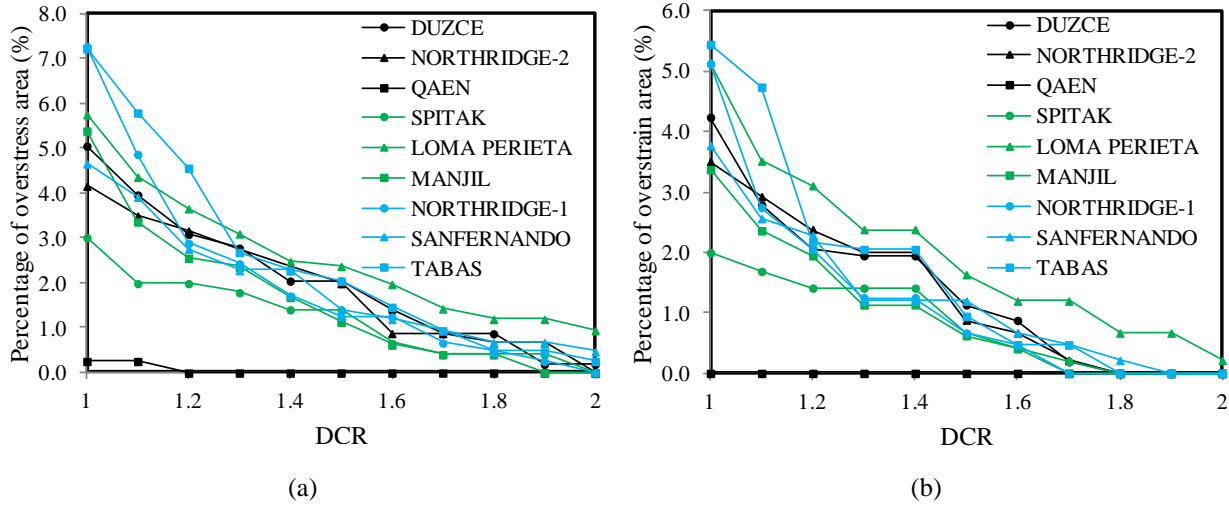 Percentage of overstress area (%)
8.0
7.0
6.0
5.0
4.0
3.0
2.0
1.0
0.0
1
1.2
1.4
1.6
1.8
2
DCR
DUZCE
NORTHRIDGE-2
QAEN
SPITAK
LOMA PERIETA
MANJIL
NORTHRIDGE-1
SANFERNANDO
TABAS
(a)
Percentage of overstrain area (%)
6.0
5.0
4.0
3.0
2.0
1.0
0.0
1
1.2
1.4
1.6
1.8
2
DCR
DUZCE
NORTHRIDGE-2
QAEN
SPITAK
LOMA PERIETA
MANJIL
NORTHRIDGE-1
SANFERNANDO
TABAS
(b)